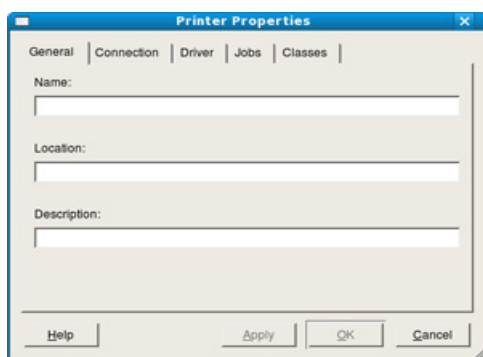 Printer Properties
General Connection Driver Jobs Classes
Name:
Location:
Description:
Help Apply OK Cancel